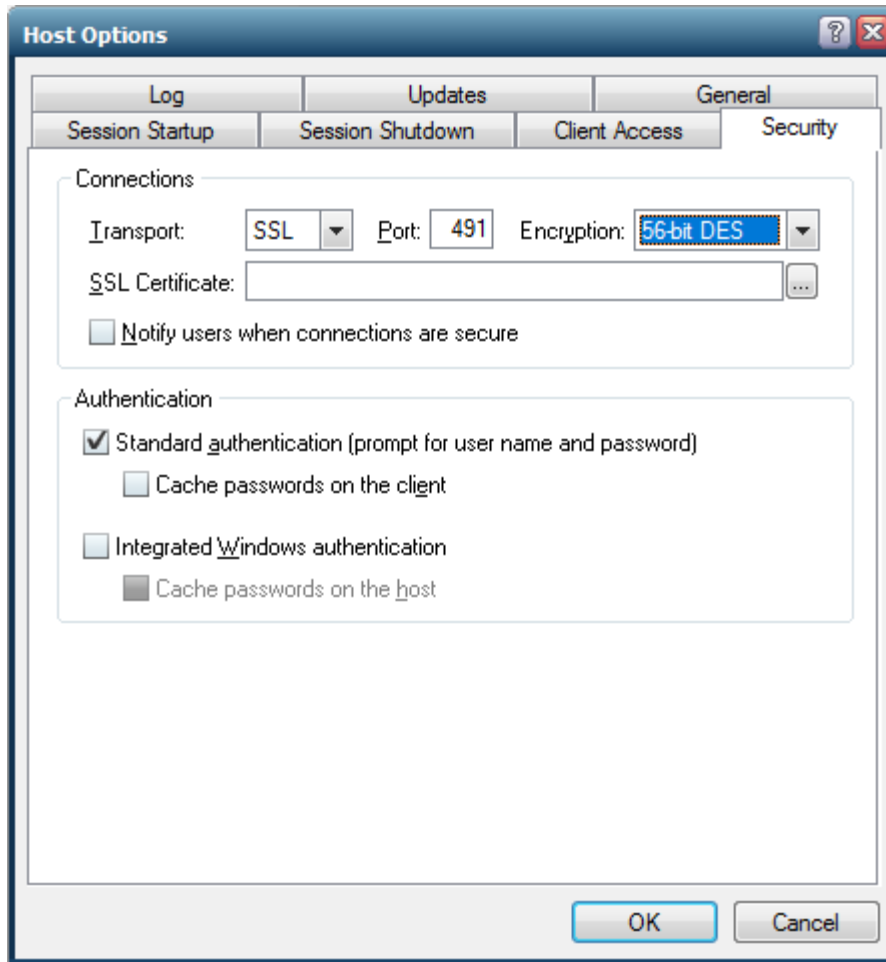 Host Options
Log Updates General
Session Startup Session Shutdown Client Access Security
Connections
Transport: SSL Port: 491 Encryption: 56-bit DES
SSL Certificate: ...
Notify users when connections are secure
Authentication
Standard authentication (prompt for user name and password)
Cache passwords on the client
Integrated Windows authentication
Cache passwords on the host
OK Cancel